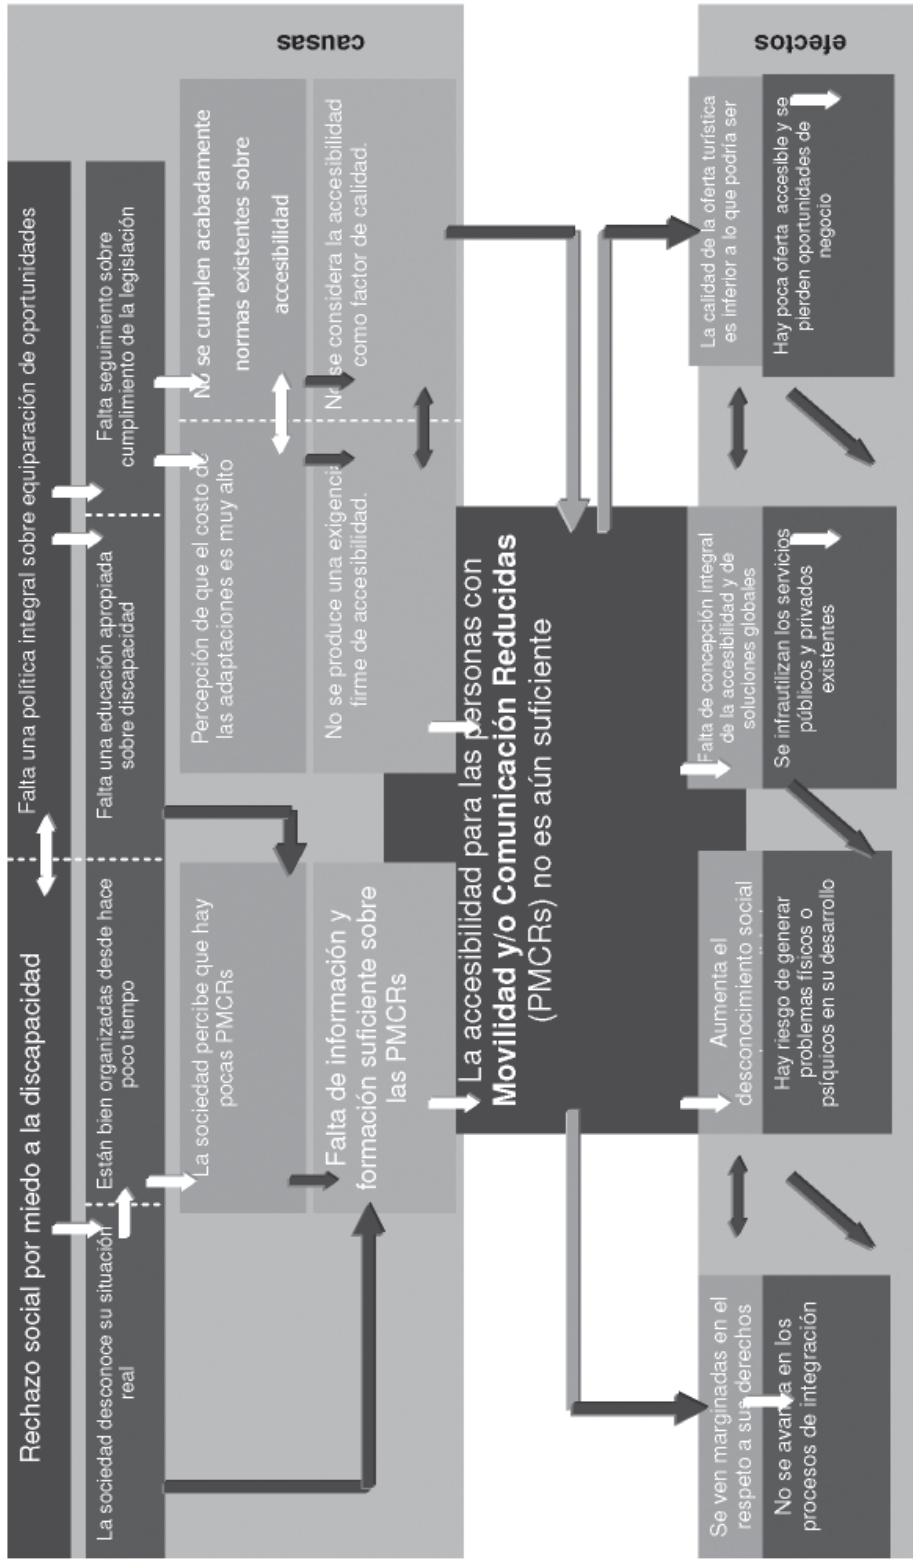 causas
Rechazo social por miedo a la discapacidad
Falta una política integral sobre equiparación de oportunidades
La sociedad desconoce su situación
real
Están bien organizadas desde hace
poco tiempo
Falta una educación apropiada
sobre discapacidad
Falta seguimiento sobre
cumplimiento de la legislación
La sociedad percibe que hay
pocas PMCRs
Percepción de que el costo de
las adaptaciones es muy alto
No se cumplen acabadamente
normas existentes sobre
accesibilidad
Falta de información y
formación suficiente sobre
las PMCRs
No se produce una exigencia
firme de accesibilidad.
No se considera la accesibilidad
como factor de calidad.
La accesibilidad para las personas con
Movilidad y/o Comunicación Reducidas
(PMCRs) no es aún suficiente
efectos
Se ven marginadas en el
respeto a sus derechos
Aumenta el
desconocimiento social
Falta de concepción integral
de la accesibilidad y de
soluciones globales
La calidad de la oferta turística
es inferior a lo que podría ser
No se avanza en los
procesos de integración
Hay riesgo de generar
problemas físicos o
psíquicos en su desarrollo
Se infrautilizan los servicios
públicos y privados
existentes
Hay poca oferta accesible y se
pierden oportunidades de
negocio